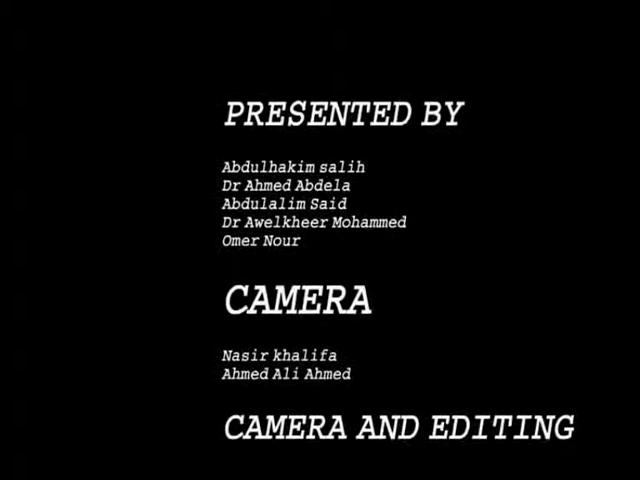 PRESENTED BY
Abdulhakim salih
Dr Ahmed Abdela
Abdulalim Said
Dr Awelkheer Mohammed
Omer Nour
CAMERA
Nasir khalifa
Ahmed Ali Ahmed
CAMERA AND EDITING